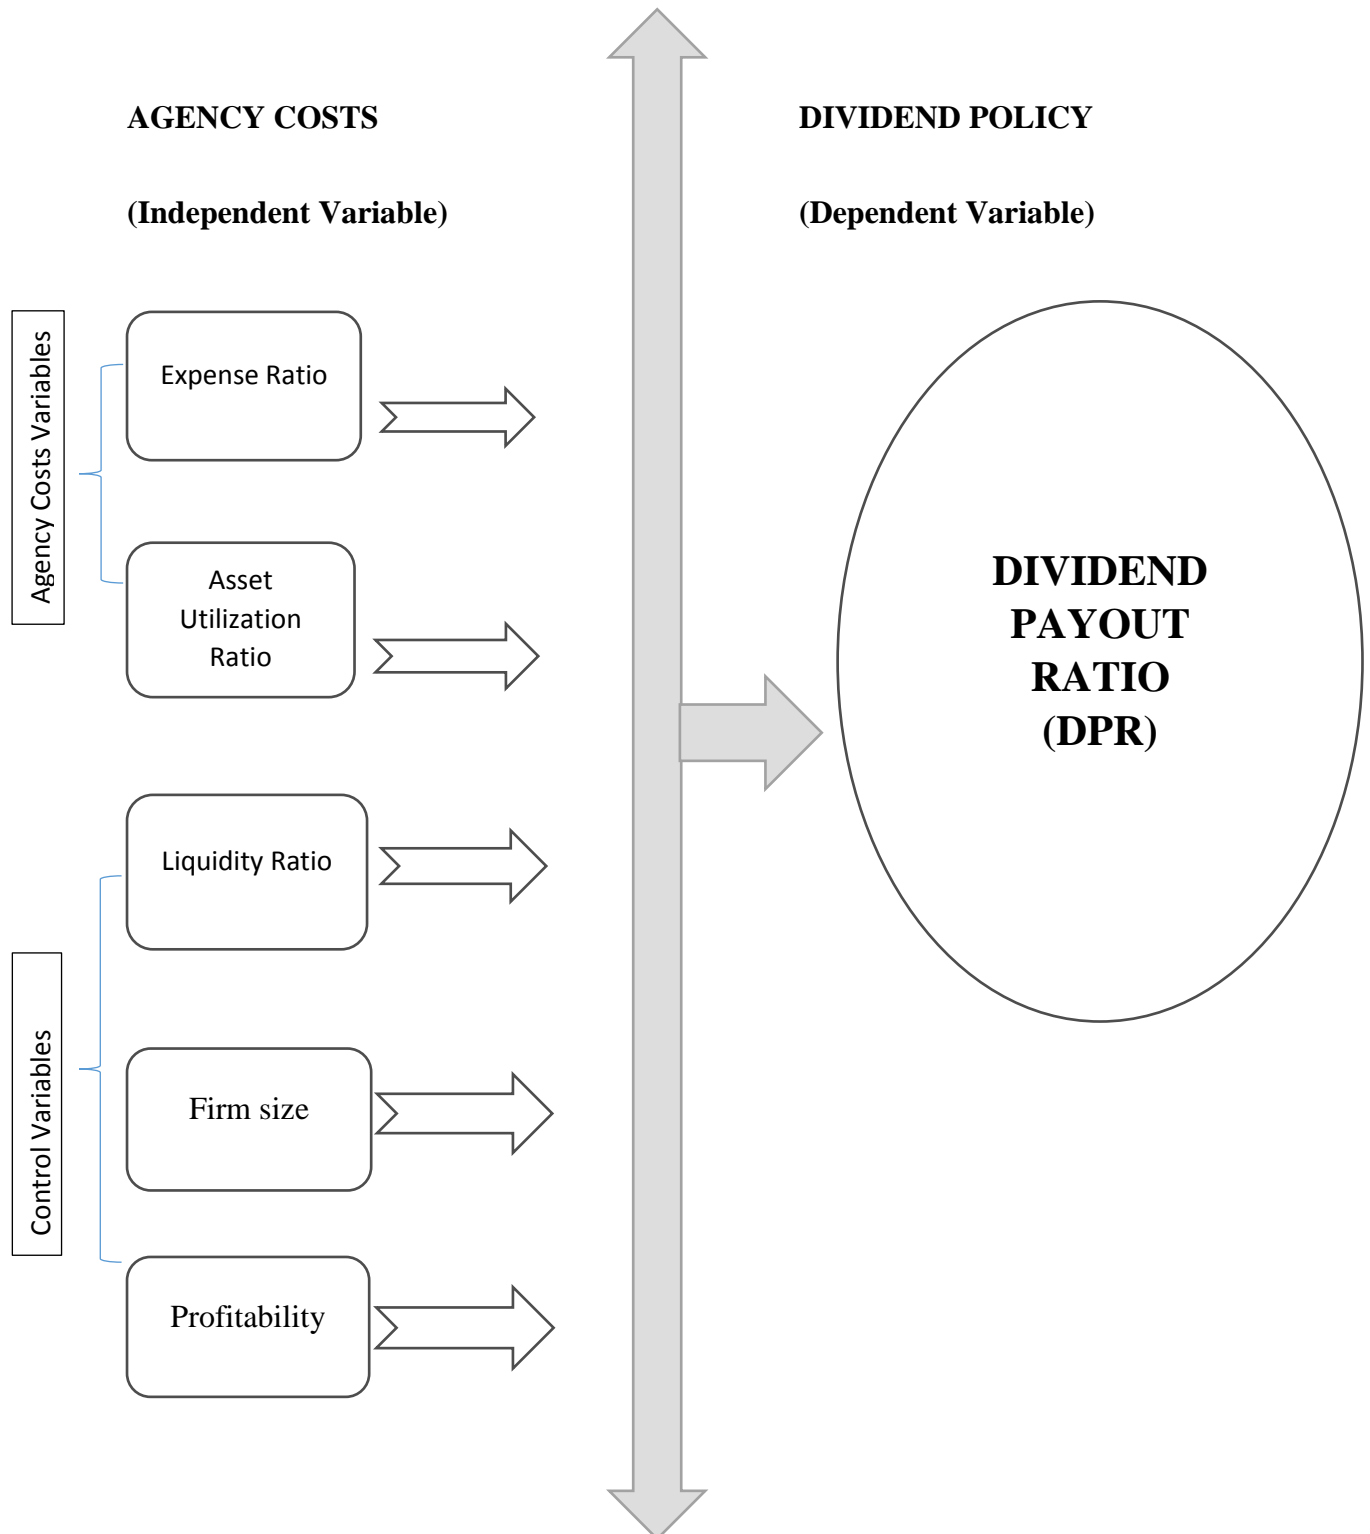 AGENCY COSTS
(Independent Variable)
DIVIDEND POLICY
(Dependent Variable)
Agency Costs Variables
Expense Ratio
Asset
Utilization
Ratio
Control Variables
Liquidity Ratio
Firm size
Profitability
DIVIDEND
PAYOUT
RATIO
(DPR)